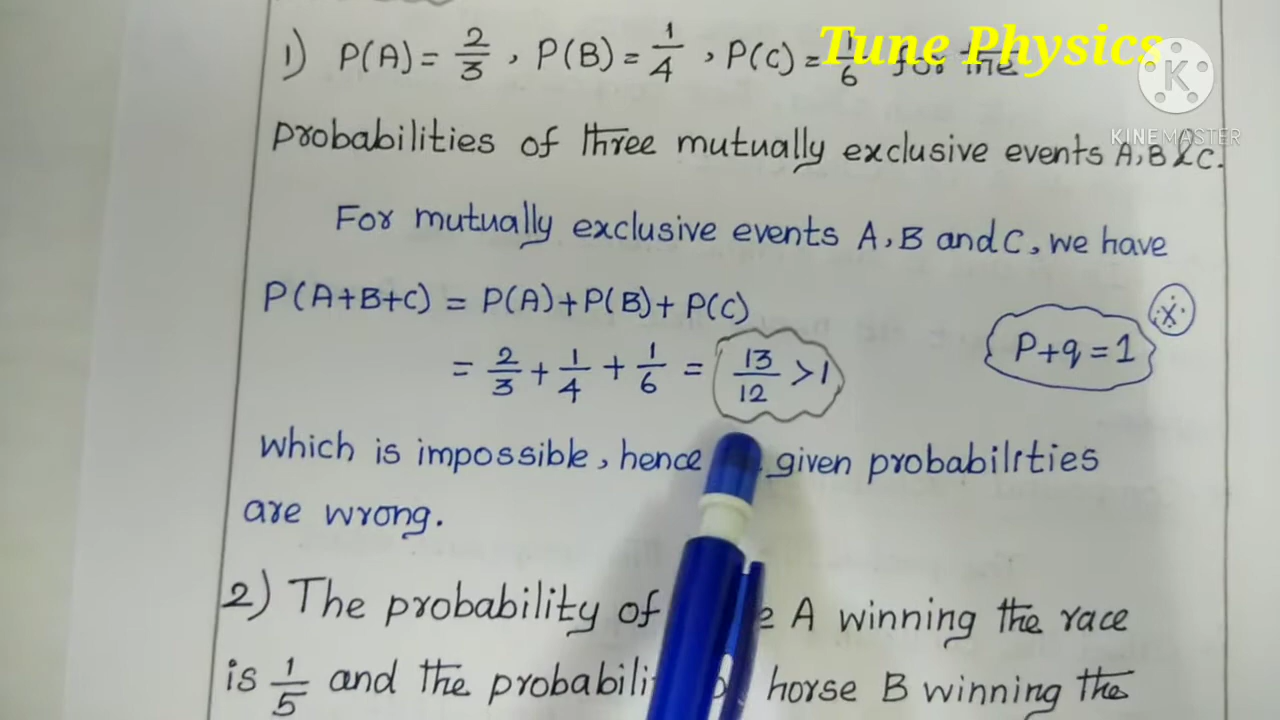 1) P(A) = 2/3 , P(B) = 1/4 , P(C) = 1/6 for the
Tune Physics
K
KINEMASTER
probabilities of three mutually exclusive events A, B & C.
For mutually exclusive events A, B and C, we have
P(A+B+C) = P(A)+P(B)+P(C)
= 2/3 + 1/4 + 1/6 = 13/12 > 1
P+q = 1
which is impossible, hence given probabilities
are wrong.
2) The probability of A winning the race
is 1/5 and the horse B winning the